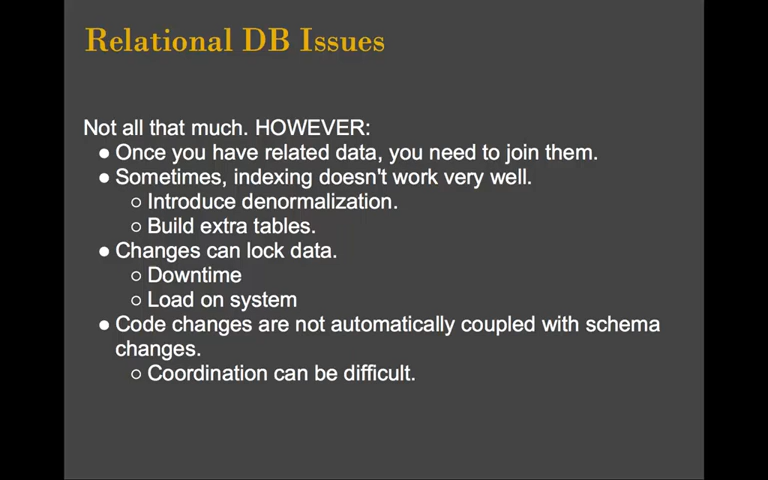 Relational DB Issues
Not all that much. HOWEVER:
● Once you have related data, you need to join them.
● Sometimes, indexing doesn't work very well.
○ Introduce denormalization.
○ Build extra tables.
● Changes can lock data.
○ Downtime
○ Load on system
● Code changes are not automatically coupled with schema
changes.
○ Coordination can be difficult.